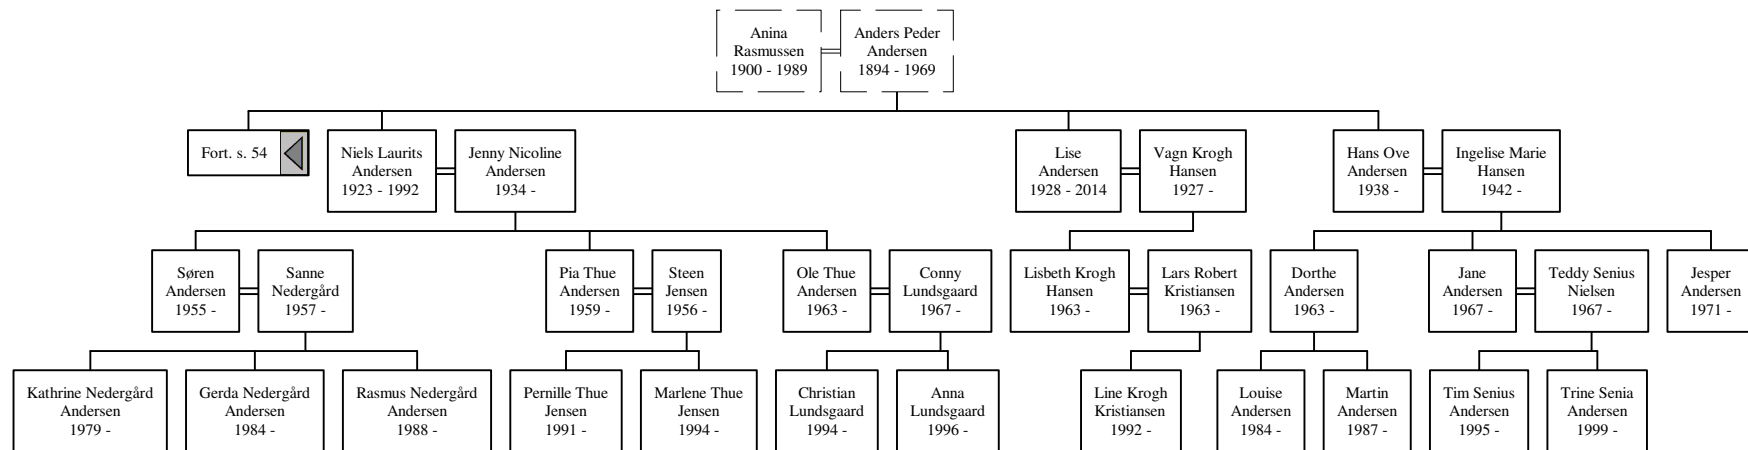 Anina
Rasmussen
1900 - 1989
Anders Peder
Andersen
1894 - 1969
Fort. s. 54
Niels Laurits
Andersen
1923 - 1992
Jenny Nicoline
Andersen
1934 -
Lise
Andersen
1928 - 2014
Vagn Krogh
Hansen
1927 -
Hans Ove
Andersen
1938 -
Ingelise Marie
Hansen
1942 -
Søren
Andersen
1955 -
Sanne
Nedergård
1957 -
Pia Thue
Andersen
1959 -
Steen
Jensen
1956 -
Ole Thue
Andersen
1963 -
Conny
Lundsgaard
1967 -
Lisbeth Krogh
Hansen
1963 -
Lars Robert
Kristiansen
1963 -
Dorthe
Andersen
1963 -
Jane
Andersen
1967 -
Teddy Senius
Nielsen
1967 -
Jesper
Andersen
1971 -
Kathrine Nedergård
Andersen
1979 -
Gerda Nedergård
Andersen
1984 -
Rasmus Nedergård
Andersen
1988 -
Pernille Thue
Jensen
1991 -
Marlene Thue
Jensen
1994 -
Christian
Lundsgaard
1994 -
Anna
Lundsgaard
1996 -
Line Krogh
Kristiansen
1992 -
Louise
Andersen
1984 -
Martin
Andersen
1987 -
Tim Senius
Andersen
1995 -
Trine Senia
Andersen
1999 -